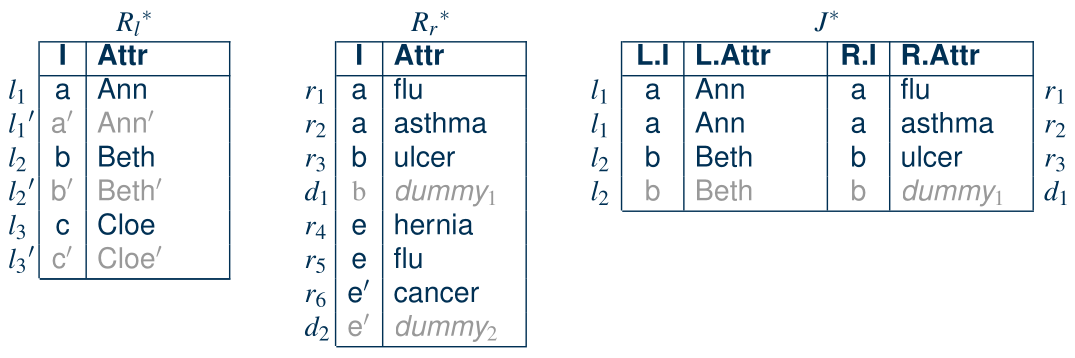 Rl* Rr* J*
I Attr I Attr L.I L.Attr R.I R.Attr
l1 a Ann r1 a flu l1 a Ann a flu r1
l1′ a′ Ann′ r2 a asthma l1 a Ann a asthma r2
l2 b Beth r3 b ulcer l2 b Beth b ulcer r3
l2′ b′ Beth′ d1 b dummy1 l2 b Beth b dummy1 d1
l3 c Cloe r4 e hernia
l3′ c′ Cloe′ r5 e flu
r6 e′ cancer
d2 e′ dummy2